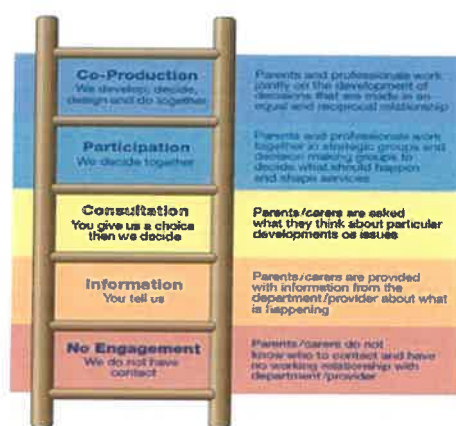 Co-Production
We develop, decide,
design and do together
Parents and professionals work
jointly on the development of
decisions that are made in an
equal and reciprocal relationship
Participation
We decide together
Parents and professionals work
together in strategic groups and
decision making groups to
decide what should happen
and shape services
Consultation
You give us a choice
then we decide
Parents/carers are asked
what they think about particular
developments os issues
Information
You tell us
Parents/carers are provided
with information from the
department/provider about what
is happening
No Engagement
We do not have
contact
Parents/carers do not
know who to contact and have
no working relationship with
department/provider